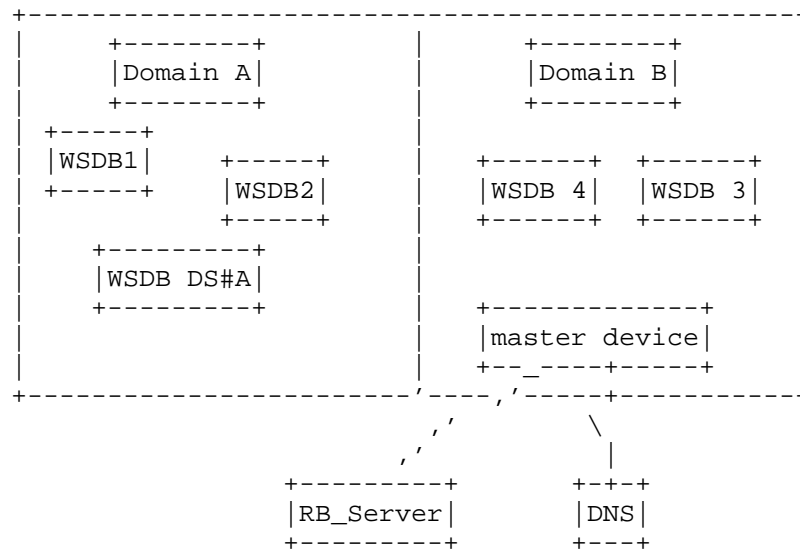 Domain A Domain B
WSDB1
WSDB2 WSDB 4 WSDB 3
WSDB DS#A
master device
RB_Server DNS